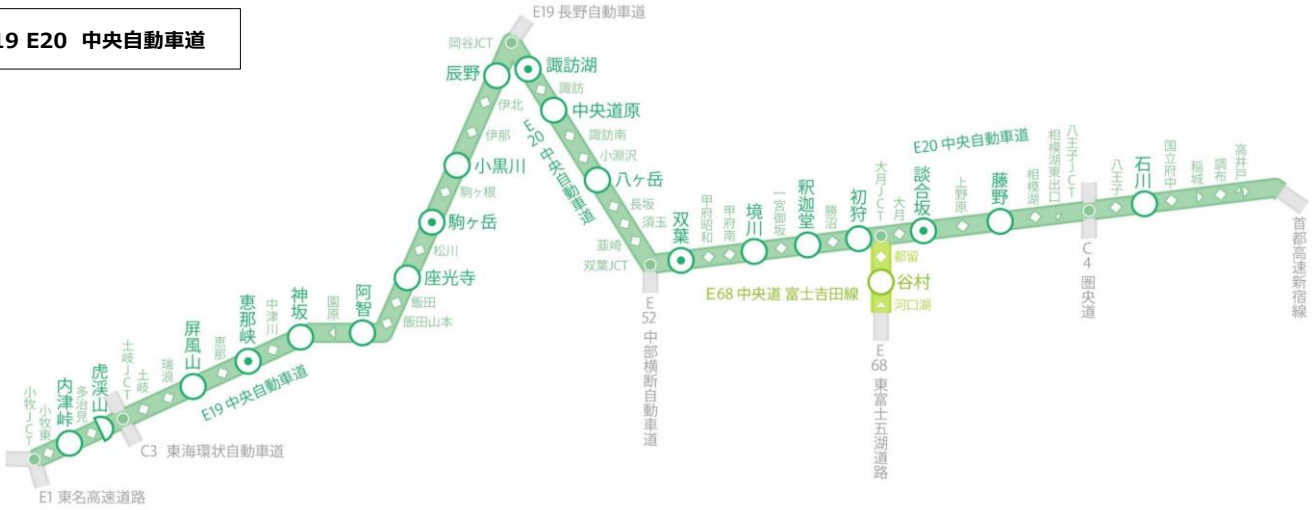 19 E20 中央自動車道
E19 長野自動車道
岡谷JCT
諏訪湖
辰野
諏訪
伊北
中央道原
伊那
諏訪南
E20 中央自動車道
小淵沢
小黒川
八ヶ岳
駒ヶ根
長坂
駒ヶ岳
須玉
松川
韮崎
座光寺
双葉JCT
飯田
飯田山本
阿智
園原
神坂
中津川
恵那峡
恵那
屏風山
瑞浪
土岐
土岐JCT
虎渓山
多治見
内津峠
小牧東
小牧JCT
E19 中央自動車道
C3 東海環状自動車道
E1 東名高速道路
双葉
甲府昭和
甲府南
境川
一宮御坂
釈迦堂
勝沼
初狩
大月JCT
大月
談合坂
E20 中央自動車道
上野原
藤野
相模湖
相模湖東出口
八王子JCT
八王子
石川
国立府中
稲城
調布
高井戸
首都高速新宿線
C4 圏央道
都留
谷村
河口湖
E68 中央道 富士吉田線
E68 東富士五湖道路
E52 中部横断自動車道